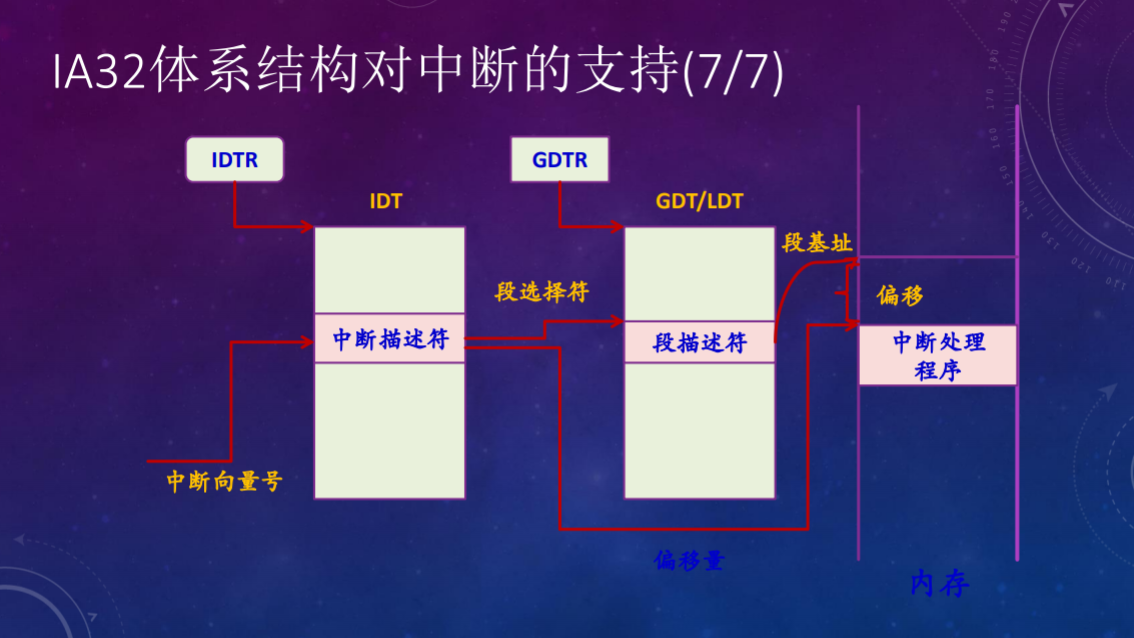 IA32体系结构对中断的支持(7/7)
IDTR
GDTR
IDT
GDT/LDT
段基址
段选择符
偏移
中断描述符
段描述符
中断处理
程序
中断向量号
偏移量
内存